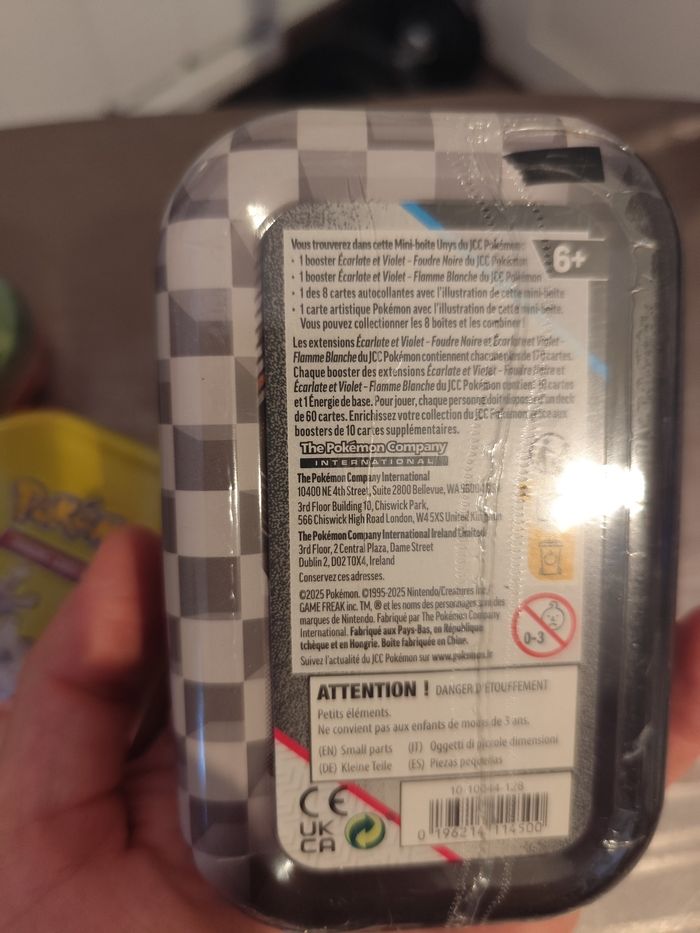 Vous trouverez dans cette Mini-boîte Unys du JCC Pokémon :
6+
• 1 booster Écarlate et Violet – Foudre Noire du JCC Pokémon
• 1 booster Écarlate et Violet – Flamme Blanche du JCC Pokémon
• 1 des 8 cartes autocollantes avec l'illustration de cette mini-boîte
• 1 carte artistique Pokémon avec l'illustration de cette mini-boîte.
Vous pouvez collectionner les 8 boîtes et les combiner !
Les extensions Écarlate et Violet – Foudre Noire et Écarlate et Violet –
Flamme Blanche du JCC Pokémon contiennent chacune plus de cartes.
Chaque booster des extensions Écarlate et Violet – Foudre Noire et
Écarlate et Violet – Flamme Blanche du JCC Pokémon contient 10 cartes
et 1 Énergie de base. Pour jouer, chaque personne doit disposer d'un deck
de 60 cartes. Enrichissez votre collection du JCC Pokémon grâce aux
boosters de 10 cartes supplémentaires.
The Pokémon Company
INTERNATIONAL
The Pokémon Company International
10400 NE 4th Street, Suite 2800 Bellevue, WA 98004
3rd Floor Building 10, Chiswick Park,
566 Chiswick High Road London, W4 5XS United Kingdom
The Pokémon Company International Ireland Limited
3rd Floor, 2 Central Plaza, Dame Street
Dublin 2, D02 T0X4, Ireland
Conservez ces adresses.
©2025 Pokémon. ©1995-2025 Nintendo/Creatures Inc./
GAME FREAK inc. TM, ® et les noms des personnages sont des
marques de Nintendo. Fabriqué par The Pokémon Company
International. Fabriqué aux Pays-Bas, en République
tchèque et en Hongrie. Boîte fabriquée en Chine.
Suivez l'actualité du JCC Pokémon sur www.pokemon.fr
0-3
ATTENTION ! DANGER D'ÉTOUFFEMENT
Petits éléments.
Ne convient pas aux enfants de moins de 3 ans.
(EN) Small parts (IT) Oggetti di piccole dimensioni
(DE) Kleine Teile (ES) Piezas pequeñas
CE
UK
CA
10-10044-128
0 196214 114500